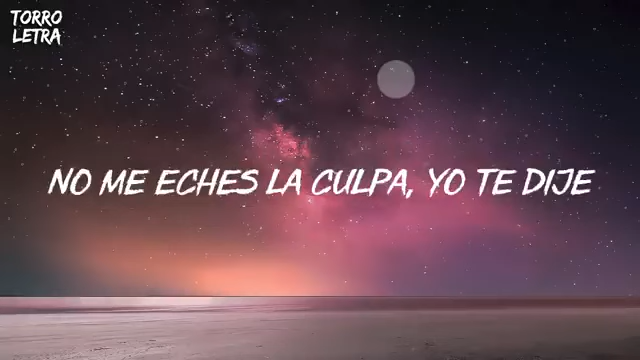 TORRO
LETRA
NO ME ECHES LA CULPA, YO TE DIJE